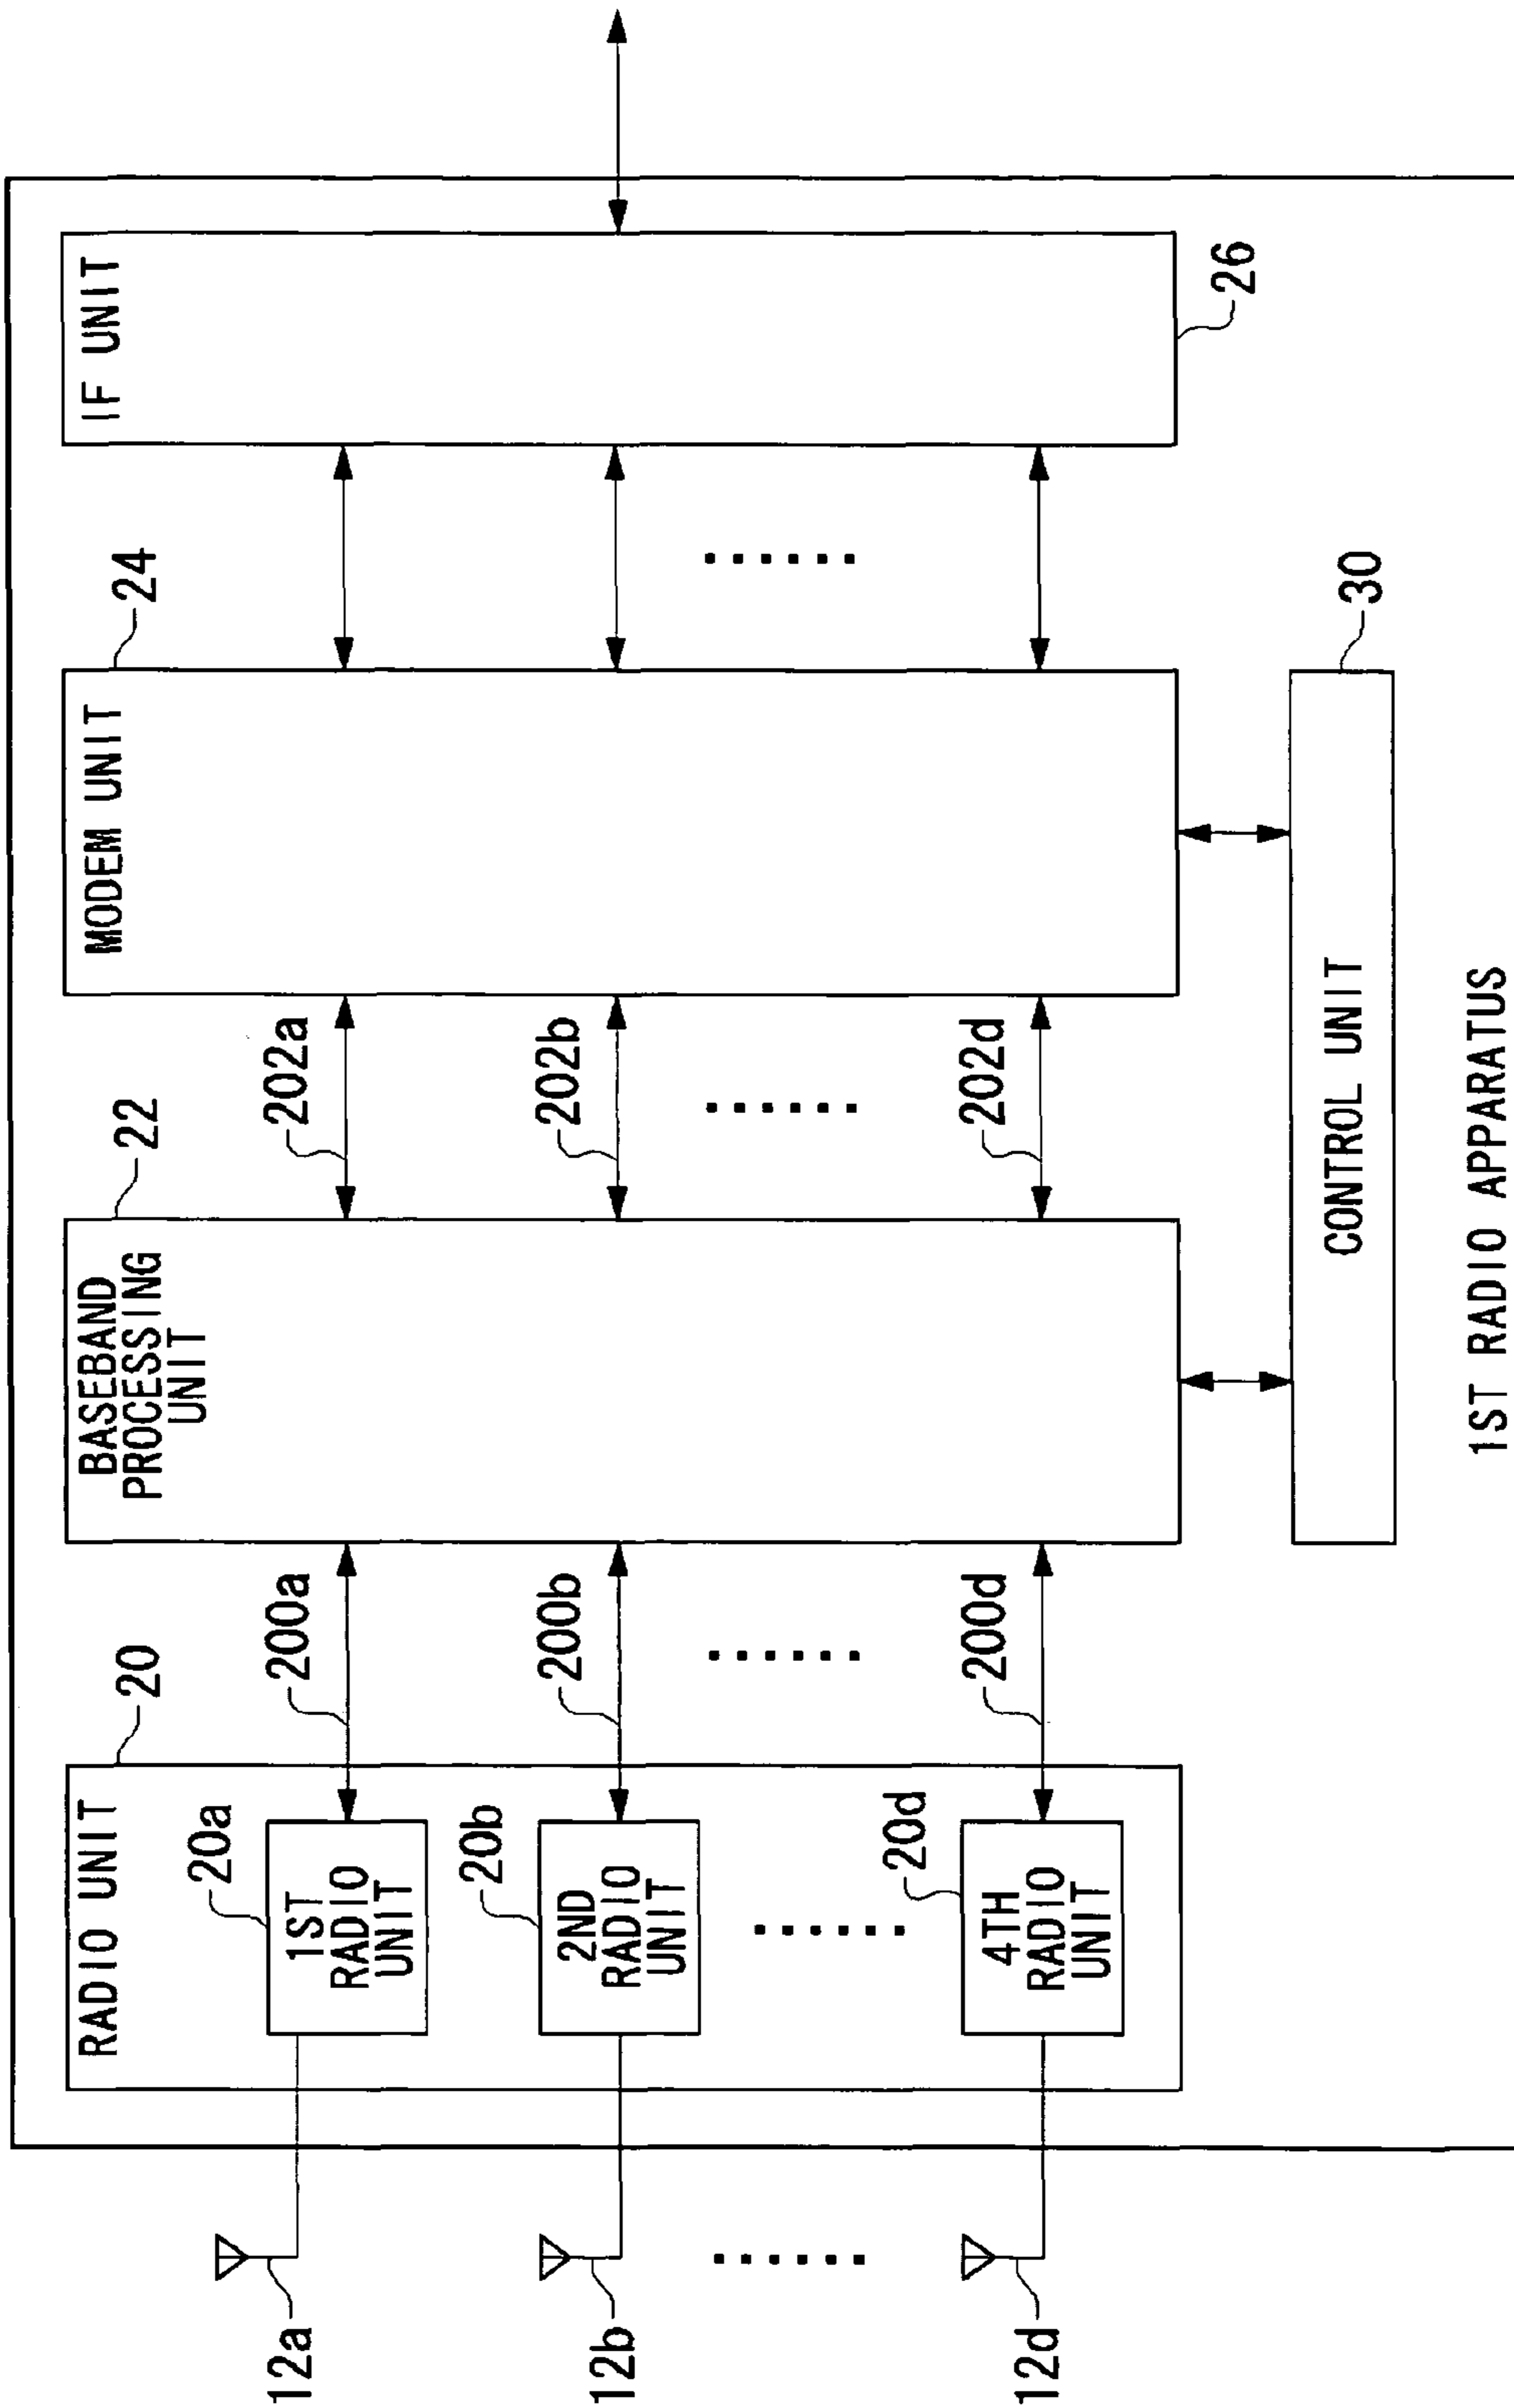 RADIO UNIT
20
BASEBAND
PROCESSING
UNIT
22
MODEM UNIT
24
IF UNIT
12a
20a
1ST
RADIO
UNIT
200a
202a
12b
20b
2ND
RADIO
UNIT
200b
202b
12d
20d
4TH
RADIO
UNIT
200d
202d
26
CONTROL UNIT
30
1ST RADIO APPARATUS